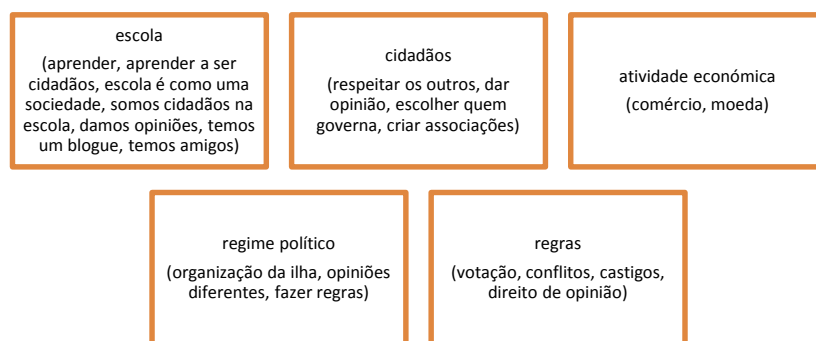 escola
(aprender, aprender a ser
cidadãos, escola é como uma
sociedade, somos cidadãos na
escola, damos opiniões, temos
um blogue, temos amigos)
cidadãos
(respeitar os outros, dar
opinião, escolher quem
governa, criar associações)
atividade económica
(comércio, moeda)
regime político
(organização da ilha, opiniões
diferentes, fazer regras)
regras
(votação, conflitos, castigos,
direito de opinião)